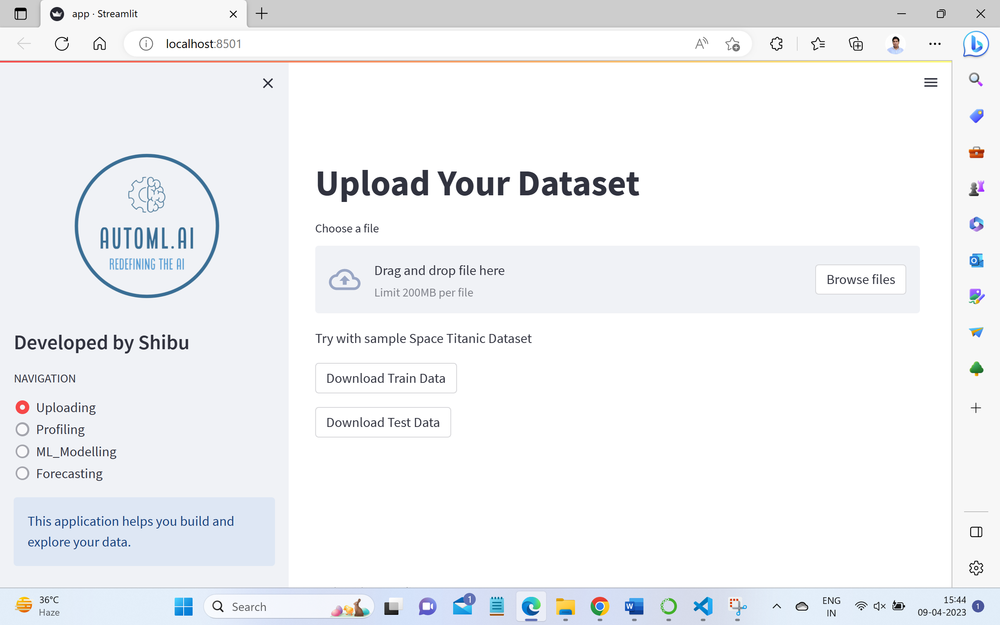 app · Streamlit
localhost:8501
AUTOML.AI
REDEFINING THE AI
Developed by Shibu
NAVIGATION
Uploading
Profiling
ML_Modelling
Forecasting
This application helps you build and
explore your data.
Upload Your Dataset
Choose a file
Drag and drop file here
Limit 200MB per file
Browse files
Try with sample Space Titanic Dataset
Download Train Data
Download Test Data
36°C
Haze
Search
1
ENG
IN
15:44
09-04-2023
1